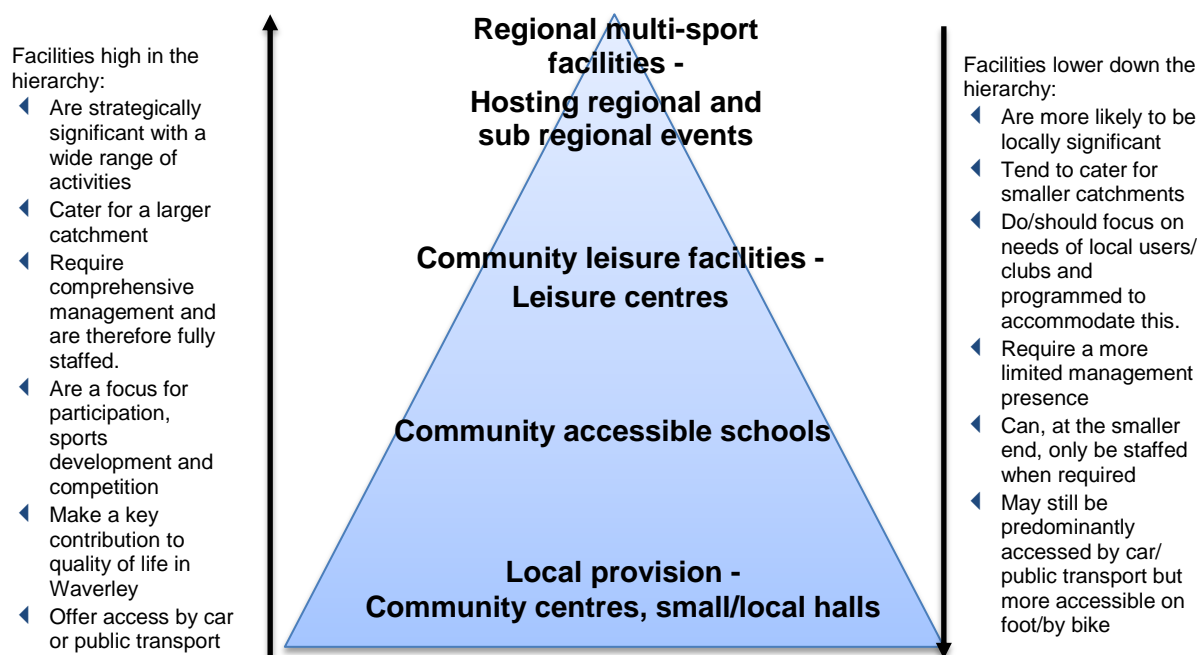 Facilities high in the
hierarchy:
Are strategically
significant with a
wide range of
activities
Cater for a larger
catchment
Require
comprehensive
management and
are therefore fully
staffed.
Are a focus for
participation,
sports
development and
competition
Make a key
contribution to
quality of life in
Waverley
Offer access by car
or public transport
Regional multi-sport
facilities -
Hosting regional and
sub regional events
Community leisure facilities -
Leisure centres
Community accessible schools
Local provision -
Community centres, small/local halls
Facilities lower down the
hierarchy:
Are more likely to be
locally significant
Tend to cater for
smaller catchments
Do/should focus on
needs of local users/
clubs and
programmed to
accommodate this.
Require a more
limited management
presence
Can, at the smaller
end, only be staffed
when required
May still be
predominantly
accessed by car/
public transport but
more accessible on
foot/by bike